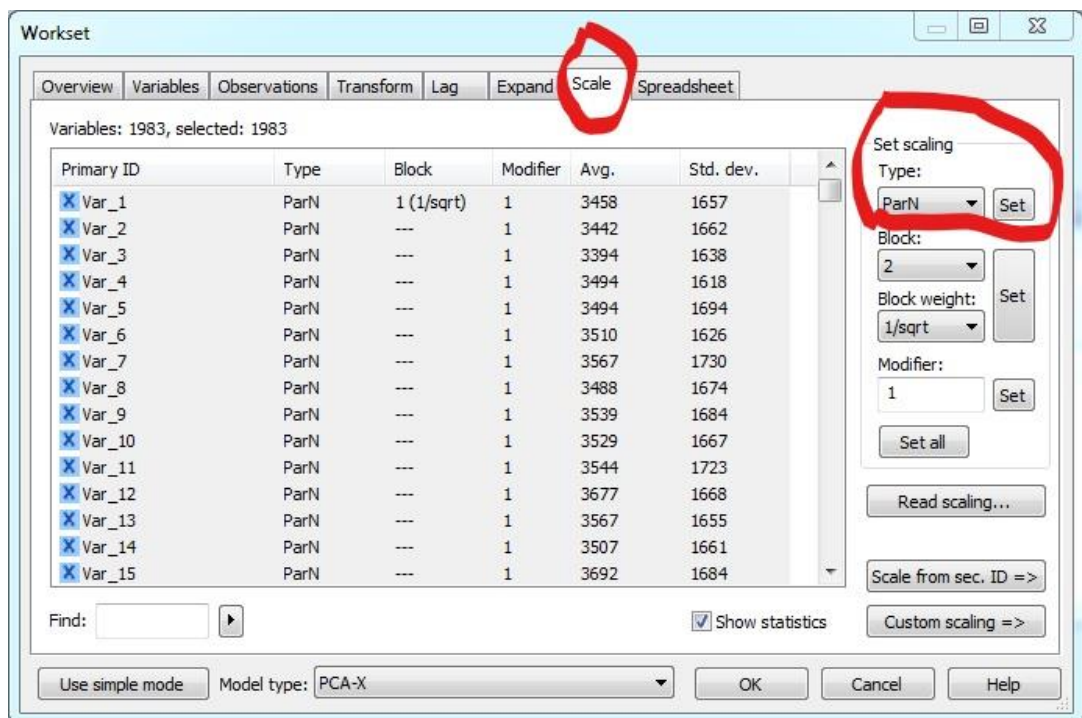 Workset
Overview Variables Observations Transform Lag Expand Scale Spreadsheet
Variables: 1983, selected: 1983
Primary ID Type Block Modifier Avg. Std. dev.
X Var_1 ParN 1 (1/sqrt) 1 3458 1657
X Var_2 ParN --- 1 3442 1662
X Var_3 ParN --- 1 3394 1638
X Var_4 ParN --- 1 3494 1618
X Var_5 ParN --- 1 3494 1694
X Var_6 ParN --- 1 3510 1626
X Var_7 ParN --- 1 3567 1730
X Var_8 ParN --- 1 3488 1674
X Var_9 ParN --- 1 3539 1684
X Var_10 ParN --- 1 3529 1667
X Var_11 ParN --- 1 3544 1723
X Var_12 ParN --- 1 3677 1668
X Var_13 ParN --- 1 3567 1655
X Var_14 ParN --- 1 3507 1661
X Var_15 ParN --- 1 3692 1684
Find:
Show statistics
Set scaling
Type:
ParN Set
Block:
2
Set
Block weight:
1/sqrt
Modifier:
1 Set
Set all
Read scaling...
Scale from sec. ID =>
Custom scaling =>
Use simple mode Model type: PCA-X OK Cancel Help